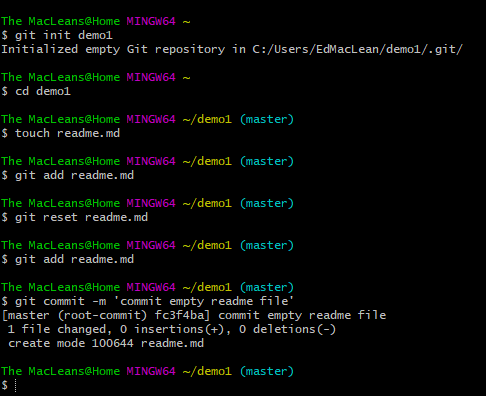 The MacLeans@Home MINGW64 ~
$ git init demo1
Initialized empty Git repository in C:/Users/EdMacLean/demo1/.git/
The MacLeans@Home MINGW64 ~
$ cd demo1
The MacLeans@Home MINGW64 ~/demo1 (master)
$ touch readme.md
The MacLeans@Home MINGW64 ~/demo1 (master)
$ git add readme.md
The MacLeans@Home MINGW64 ~/demo1 (master)
$ git reset readme.md
The MacLeans@Home MINGW64 ~/demo1 (master)
$ git add readme.md
The MacLeans@Home MINGW64 ~/demo1 (master)
$ git commit -m 'commit empty readme file'
[master (root-commit) fc3f4ba] commit empty readme file
 1 file changed, 0 insertions(+), 0 deletions(-)
 create mode 100644 readme.md
The MacLeans@Home MINGW64 ~/demo1 (master)
$